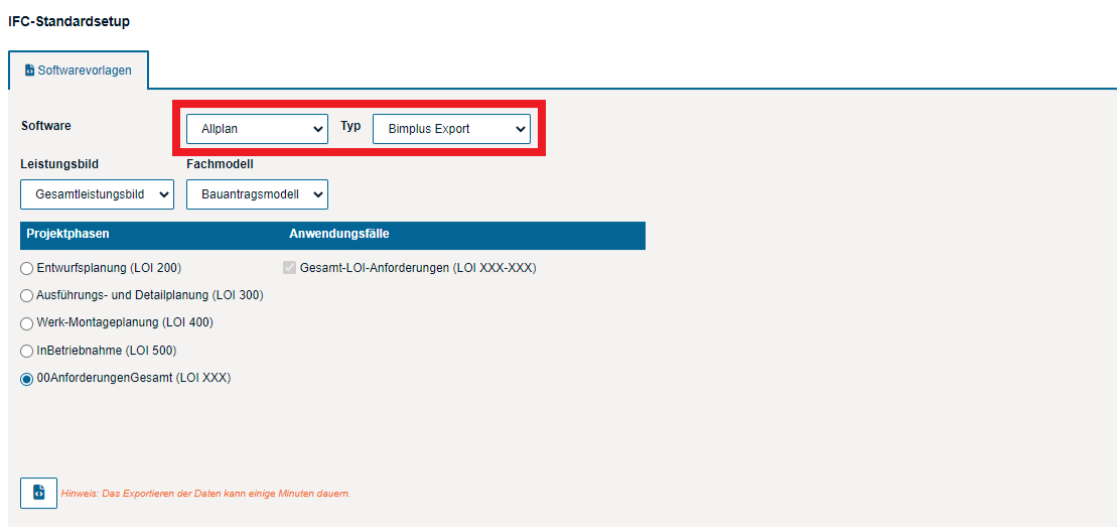 IFC-Standardsetup
Softwarevorlagen
Software Allplan Typ Bimplus Export
Leistungsbild Fachmodell
Gesamtleistungsbild Bauantragsmodell
Projektphasen Anwendungsfälle
Entwurfsplanung (LOI 200) Gesamt-LOI-Anforderungen (LOI XXX-XXX)
Ausführungs- und Detailplanung (LOI 300)
Werk-Montageplanung (LOI 400)
InBetriebnahme (LOI 500)
00AnforderungenGesamt (LOI XXX)
Hinweis: Das Exportieren der Daten kann einige Minuten dauern.